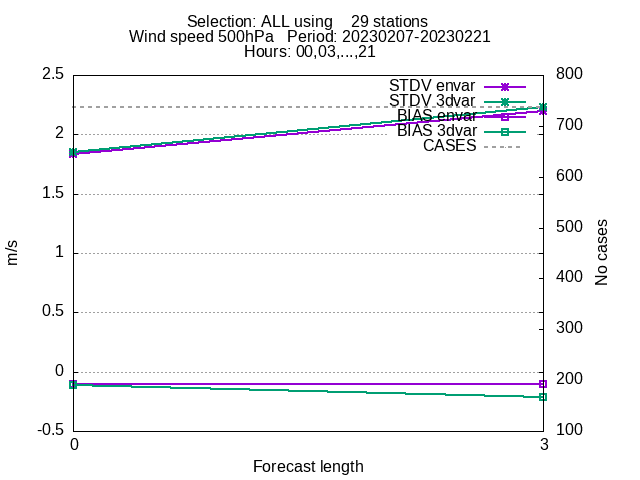 Selection: ALL using    29 stations
Wind speed 500hPa   Period: 20230207-20230221
Hours: 00,03,...,21
2.5
2
1.5
1
0.5
0
-0.5
m/s
800
700
600
500
400
300
200
100
No cases
STDV envar
STDV 3dvar
BIAS envar
BIAS 3dvar
CASES
0
3
Forecast length